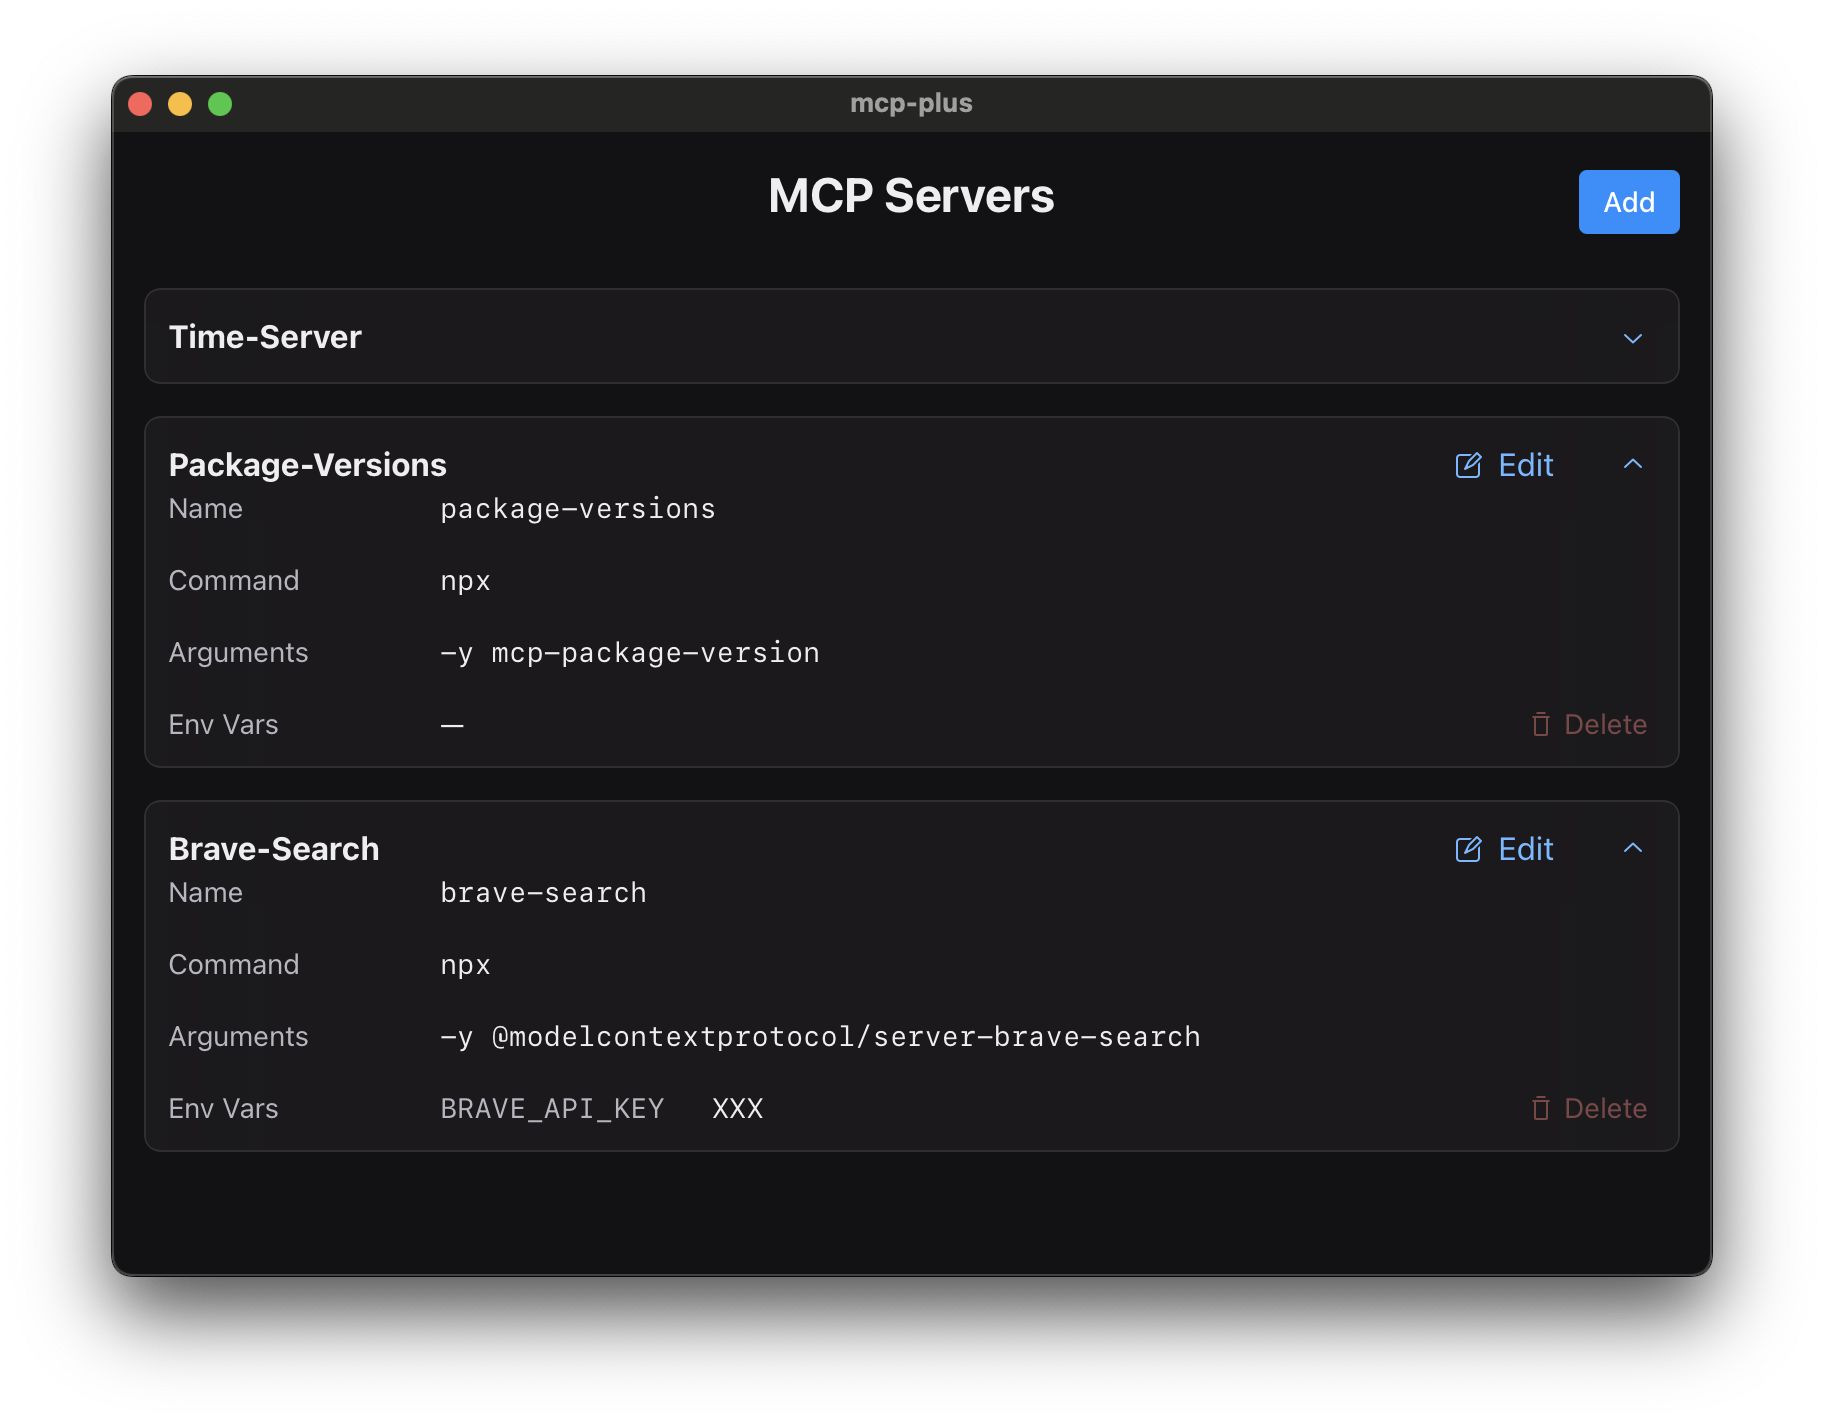 mcp-plus
MCP Servers
Add
Time-Server
Package-Versions Edit
Name package-versions
Command npx
Arguments -y mcp-package-version
Env Vars — Delete
Brave-Search Edit
Name brave-search
Command npx
Arguments -y @modelcontextprotocol/server-brave-search
Env Vars BRAVE_API_KEY XXX Delete